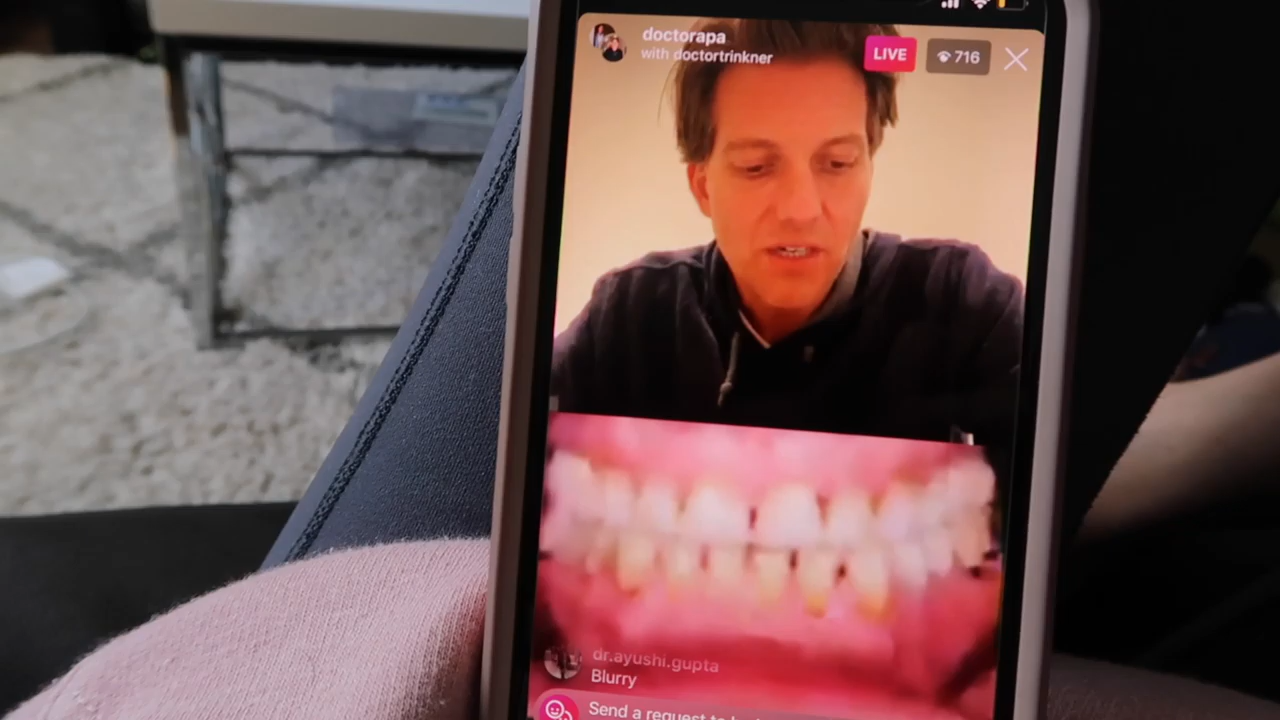 doctorapa
with doctortrinkner
LIVE
716
dr.ayushi.gupta
Blurry
Send a request to